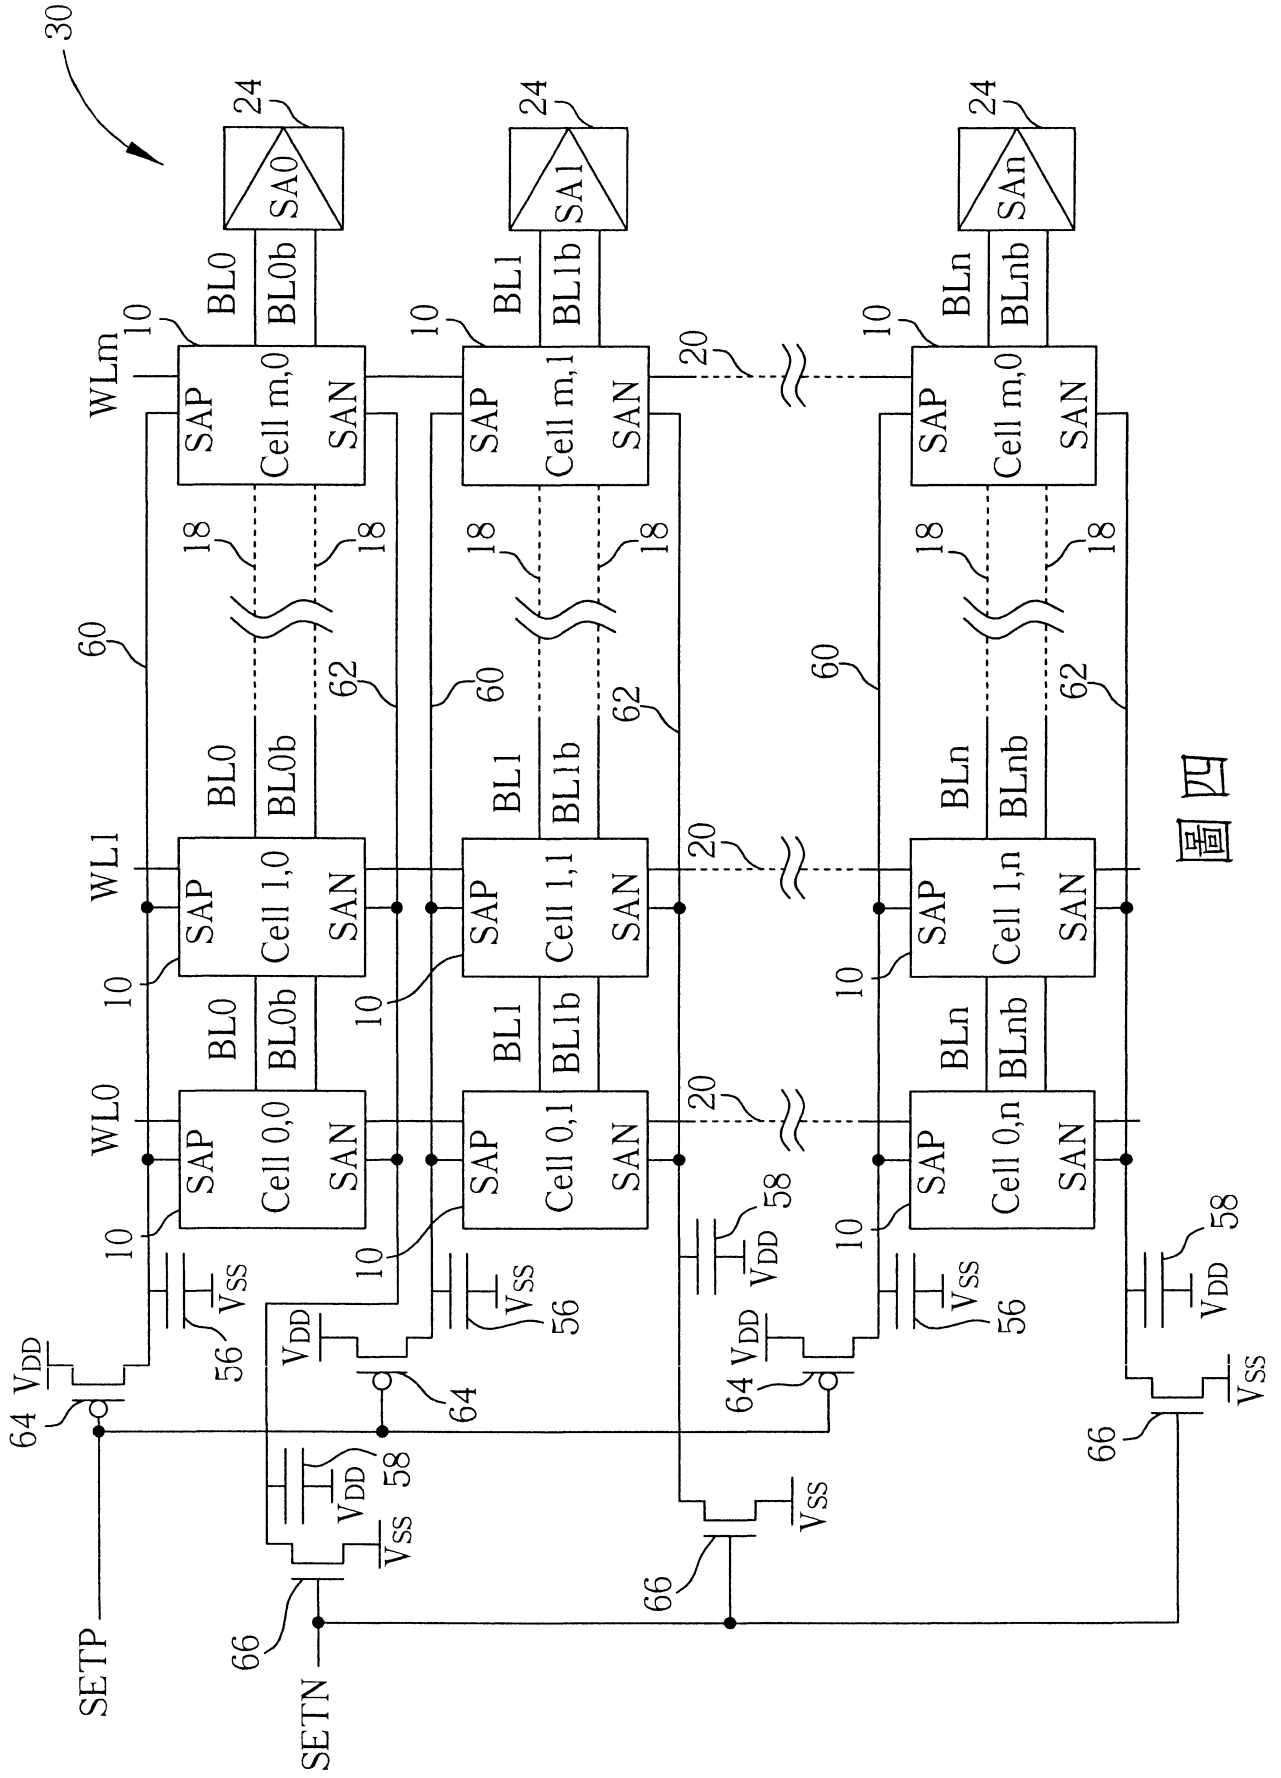 30
SETP
64
VDD
56
VSS
60
WL0
WL1
WLm
10
SAP
Cell 0,0
SAN
BL0
BL0b
10
SAP
Cell 1,0
SAN
BL0
BL0b
18
18
10
SAP
Cell m,0
SAN
BL0
BL0b
SA0
24
62
SETN
66
VSS
58
VDD
64
VDD
56
VSS
60
10
SAP
Cell 0,1
SAN
BL1
BL1b
10
SAP
Cell 1,1
SAN
BL1
BL1b
18
18
10
SAP
Cell m,1
SAN
BL1
BL1b
SA1
24
62
66
VSS
58
VDD
20
20
20
64
VDD
56
VSS
60
10
SAP
Cell 0,n
SAN
BLn
BLnb
10
SAP
Cell 1,n
SAN
BLn
BLnb
18
18
10
SAP
Cell m,0
SAN
BLn
BLnb
SAn
24
62
66
VSS
58
VDD
圖四